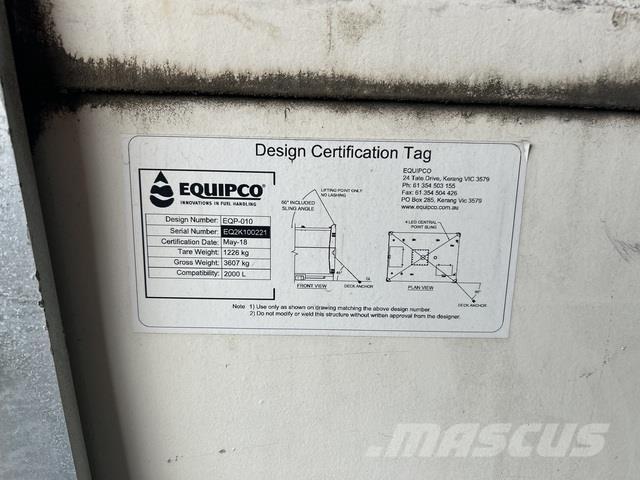 Design Certification Tag
EQUIPCO
INNOVATIONS IN FUEL HANDLING
EQUIPCO
24 Tate Drive, Kerang VIC 3579
Ph: 61 354 503 155
Fax: 61 354 504 426
PO Box 285, Kerang Vic 3579
www.equipco.com.au
Design Number: EQP-010
Serial Number: EQ2K100221
Certification Date: May-18
Tare Weight: 1226 kg
Gross Weight: 3607 kg
Compatibility: 2000 L
LIFTING POINT ONLY
NO LASHING
60° INCLUDED
SLING ANGLE
FRONT VIEW
DECK ANCHOR
4 LEG CENTRAL
POINT SLING
PLAN VIEW
DECK ANCHOR
Note 1) Use only as shown on drawing matching the above design number.
2) Do not modify or weld this structure without written approval from the designer.
MASCUS